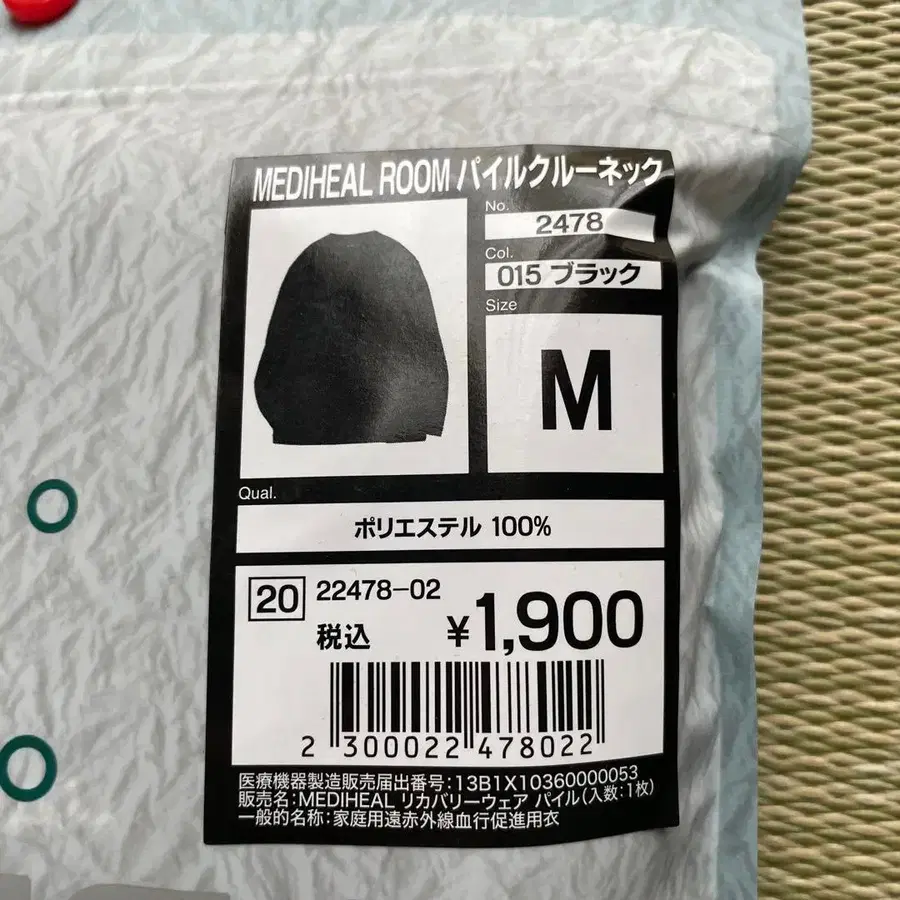 MEDIHEAL ROOM パイルクルーネック
No.
2478
Col.
015 ブラック
Size
M
Qual.
ポリエステル 100%
20 22478-02
税込 ¥1,900
2 300022 478022
医療機器製造販売届出番号:13B1X10360000053
販売名:MEDIHEAL リカバリーウェア パイル(入数:1枚)
一般的名称:家庭用遠赤外線血行促進用衣